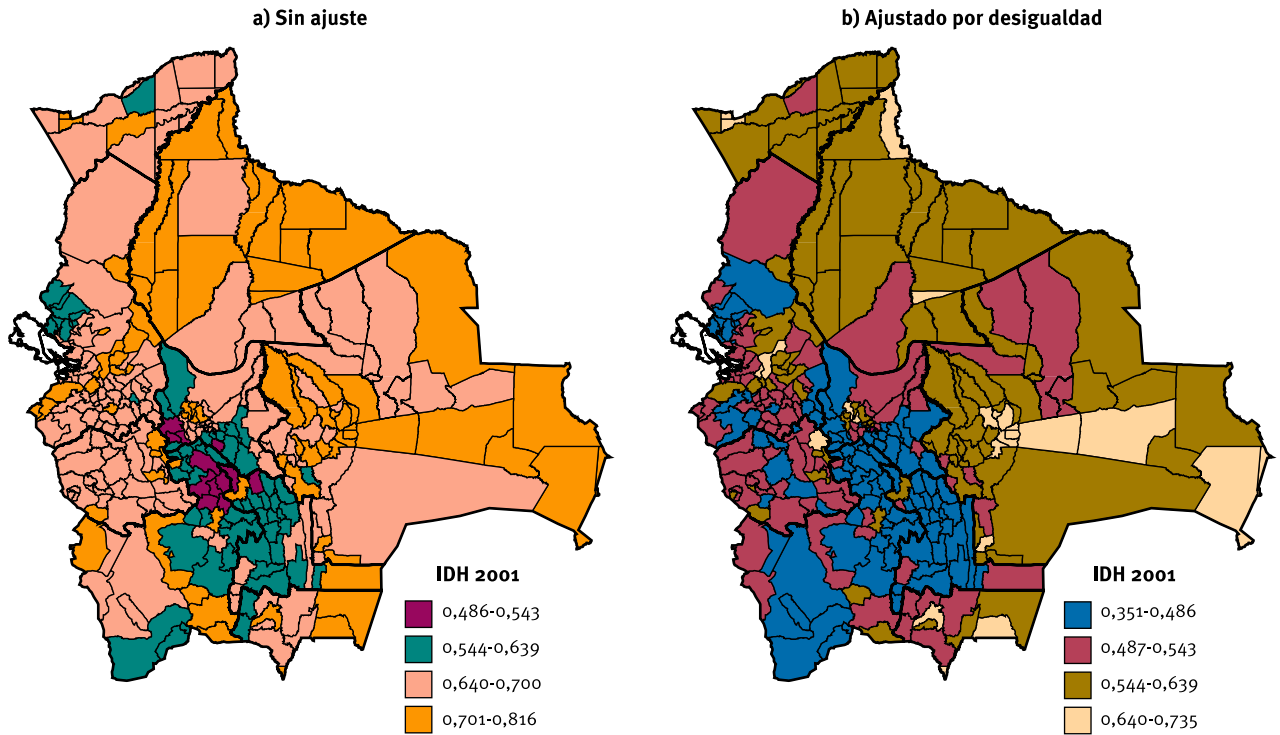 a) Sin ajuste
b) Ajustado por desigualdad
IDH 2001
0,486-0,543
0,544-0,639
0,640-0,700
0,701-0,816
IDH 2001
0,351-0,486
0,487-0,543
0,544-0,639
0,640-0,735